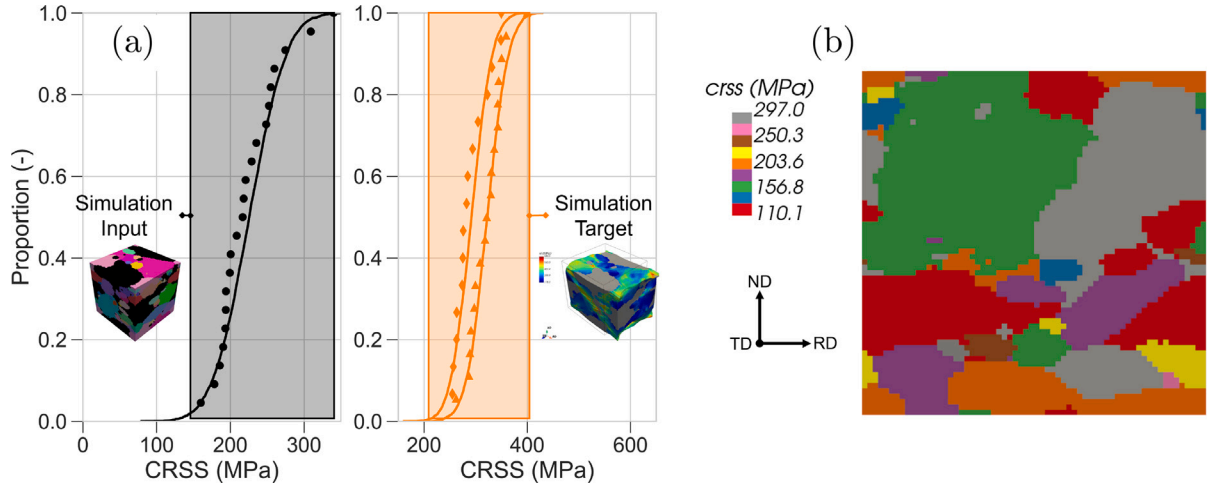 (a)
(b)
1.0
0.8
0.6
0.4
0.2
0.0
Proportion (-)
0
100
200
300
CRSS (MPa)
Simulation
Input
1.0
0.8
0.6
0.4
0.2
0.0
200
400
600
CRSS (MPa)
Simulation
Target
crss (MPa)
297.0
250.3
203.6
156.8
110.1
ND
TD
RD